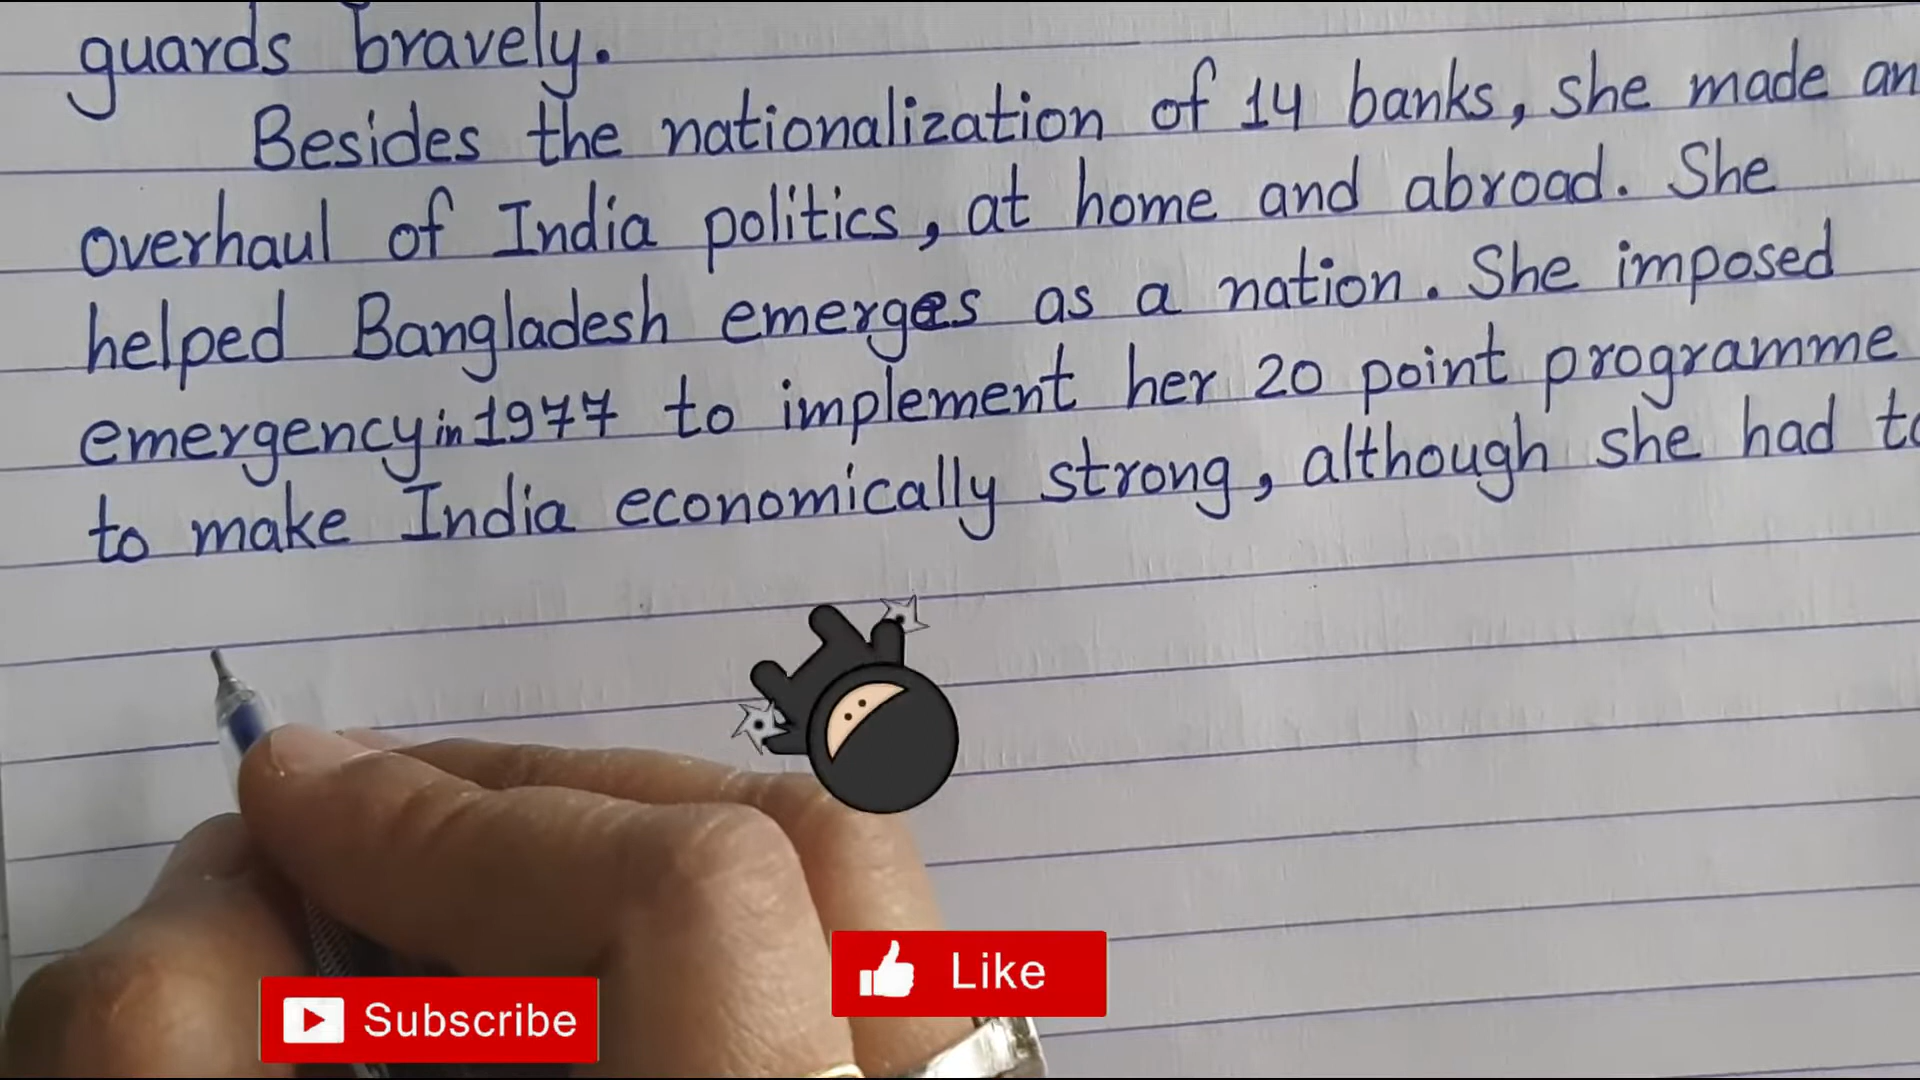 guards bravely.
Besides the nationalization of 14 banks, she made an
overhaul of India politics, at home and abroad. She
helped Bangladesh emerges as a nation. She imposed
emergency in 1977 to implement her 20 point programme
to make India economically strong, although she had to
Like
Subscribe